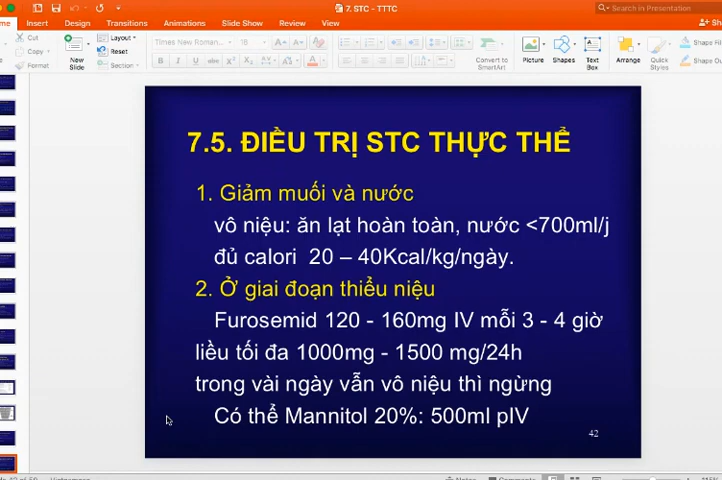 7. STC - TTTC
Search in Presentation
Insert Design Transitions Animations Slide Show Review View
Cut
Copy
Format
New
Slide
Layout
Reset
Section
Times New Roman...
18
Convert to
SmartArt
Picture
Shapes
Text
Box
Arrange
Quick
Styles
7.5. ĐIỀU TRỊ STC THỰC THỂ
1. Giảm muối và nước
vô niệu: ăn lạt hoàn toàn, nước <700ml/j
đủ calori 20 – 40Kcal/kg/ngày.
2. Ở giai đoạn thiểu niệu
Furosemid 120 - 160mg IV mỗi 3 - 4 giờ
liều tối đa 1000mg - 1500 mg/24h
trong vài ngày vẫn vô niệu thì ngừng
Có thể Mannitol 20%: 500ml pIV
42